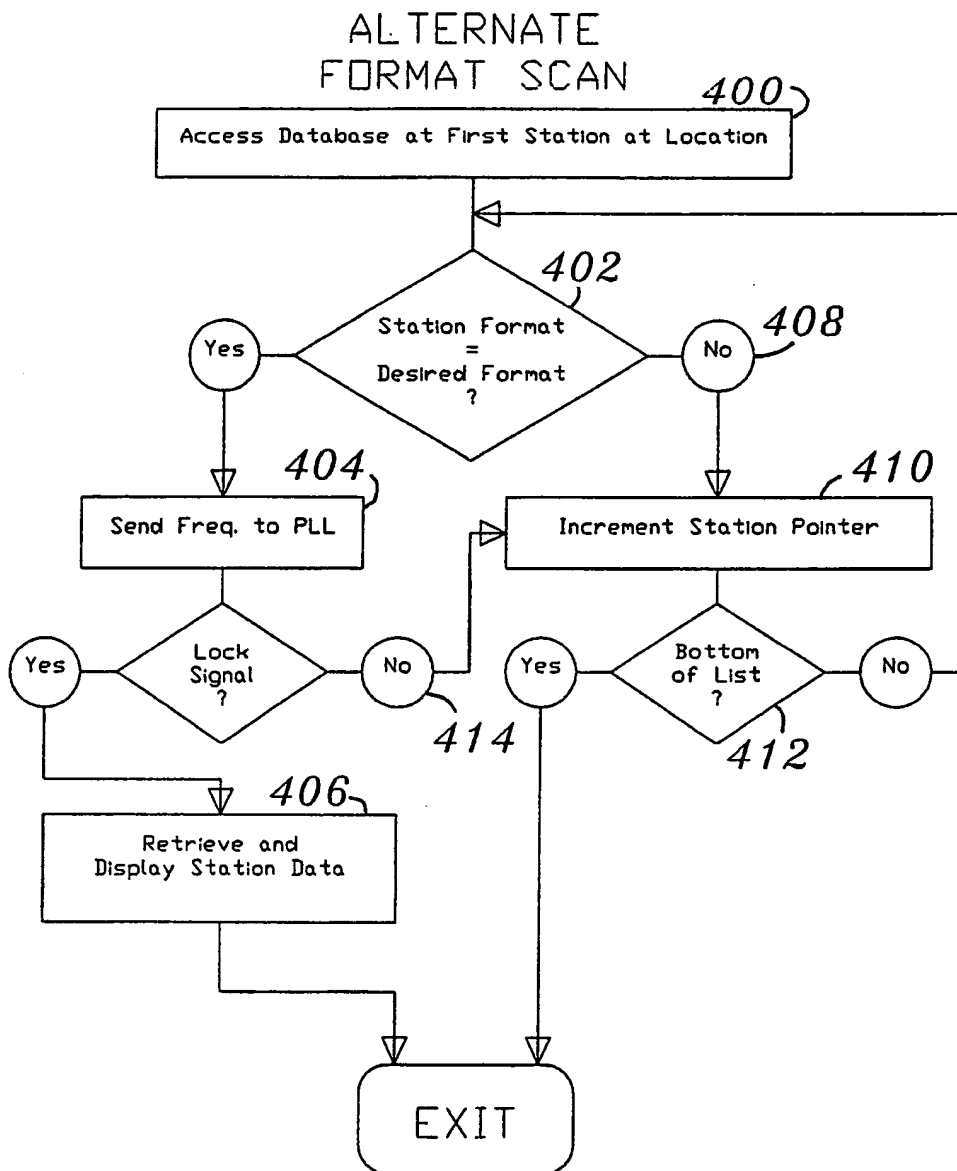 ALTERNATE
FORMAT SCAN
400
Access Database at First Station at Location
402
Station Format
=
Desired Format
?
Yes
No
408
404
Send Freq. to PLL
410
Increment Station Pointer
Yes
Lock
Signal
?
No
414
Yes
Bottom
of List
?
No
412
406
Retrieve and
Display Station Data
EXIT